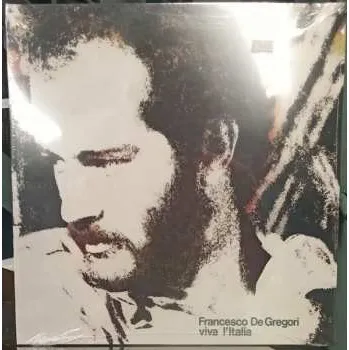 Francesco De Gregori
viva l'Italia